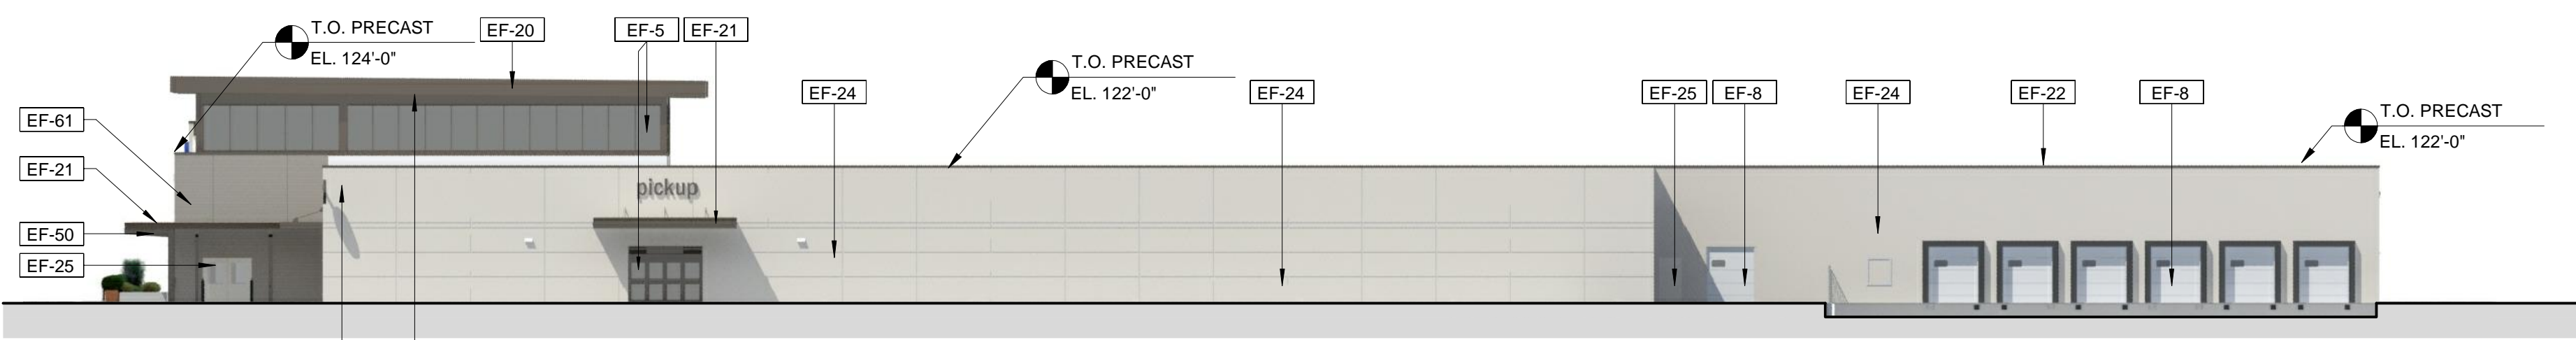 T.O. PRECAST
EL. 124'-0"
EF-20
EF-5
EF-21
T.O. PRECAST
EL. 122'-0"
EF-24
EF-24
EF-25
EF-8
EF-24
EF-22
EF-8
T.O. PRECAST
EL. 122'-0"
EF-61
EF-21
EF-50
EF-25
pickup